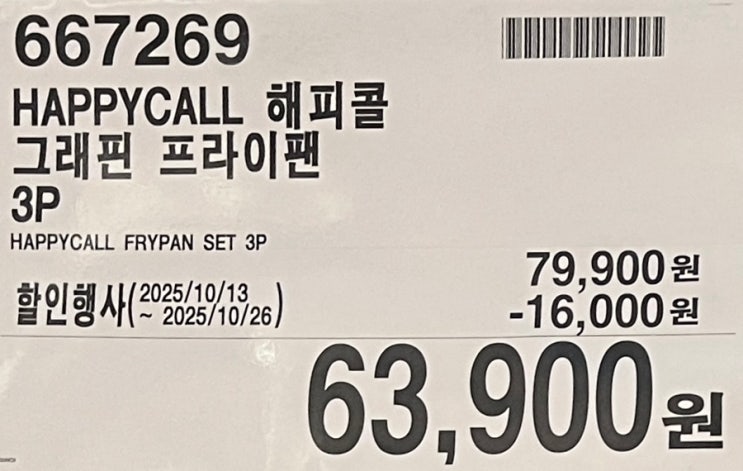 667269
HAPPYCALL 해피콜
그래핀 프라이팬
3P
HAPPYCALL FRYPAN SET 3P
79,900원
할인행사(2025/10/13
~ 2025/10/26)
-16,000원
63,900원